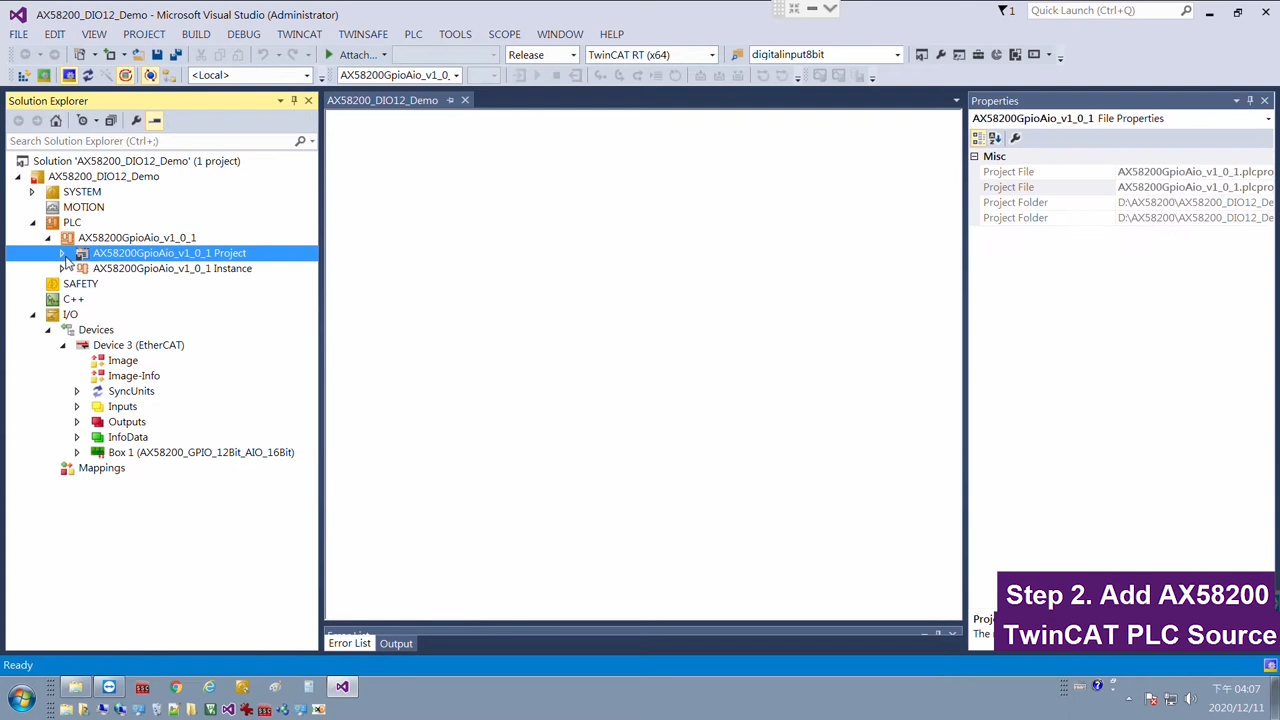 AX58200_DIO12_Demo - Microsoft Visual Studio (Administrator)
1
Quick Launch (Ctrl+Q)
FILE EDIT VIEW PROJECT BUILD DEBUG TWINCAT TWINSAFE PLC TOOLS SCOPE WINDOW HELP
Attach... Release TwinCAT RT (x64) digitalinput8bit
<Local> AX58200GpioAio_v1_0_
Solution Explorer
Search Solution Explorer (Ctrl+;)
Solution 'AX58200_DIO12_Demo' (1 project)
AX58200_DIO12_Demo
SYSTEM
MOTION
PLC
AX58200GpioAio_v1_0_1
AX58200GpioAio_v1_0_1 Project
AX58200GpioAio_v1_0_1 Instance
SAFETY
C++
I/O
Devices
Device 3 (EtherCAT)
Image
Image-Info
SyncUnits
Inputs
Outputs
InfoData
Box 1 (AX58200_GPIO_12Bit_AIO_16Bit)
Mappings
AX58200_DIO12_Demo
Error List Output
Properties
AX58200GpioAio_v1_0_1 File Properties
Misc
Project File AX58200GpioAio_v1_0_1.plcpro
Project File AX58200GpioAio_v1_0_1.plcpro
Project Folder D:\AX58200\AX58200_DIO12_De
Project Folder D:\AX58200\AX58200_DIO12_De
Step 2. Add AX58200
TwinCAT PLC Source
Ready
下午 04:07
2020/12/11